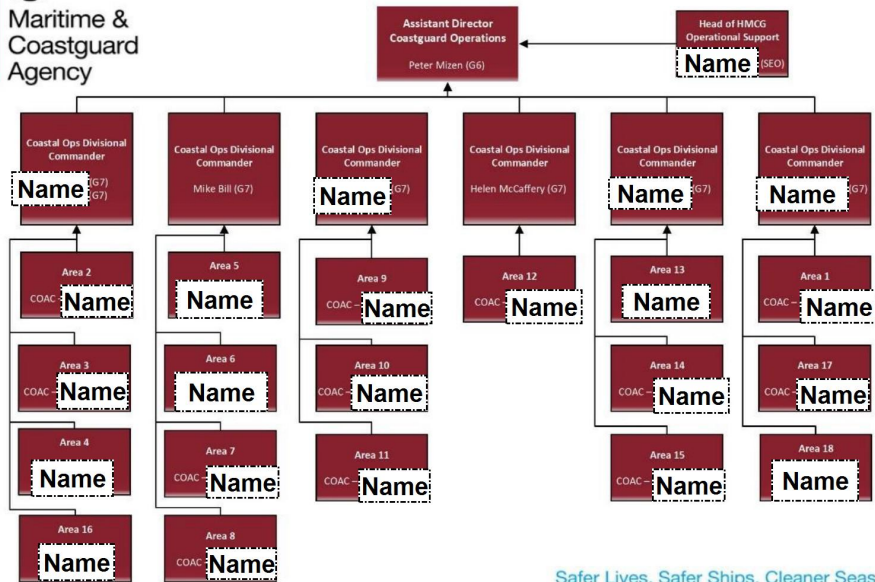 Maritime &
Coastguard
Agency
Assistant Director
Coastguard Operations
Peter Mizen (G6)
Head of HMCG
Operational Support
Name (SEO)
Coastal Ops Divisional
Commander
Name (G7)
(G7)
Coastal Ops Divisional
Commander
Mike Bill (G7)
Coastal Ops Divisional
Commander
Name (G7)
Coastal Ops Divisional
Commander
Helen McCaffery (G7)
Coastal Ops Divisional
Commander
Name (G7)
Coastal Ops Divisional
Commander
Name (G7)
Area 2
COAC Name
Area 3
COAC – Name
Area 4
Name
Area 16
Name
Area 5
Name
Area 6
Name
Area 7
COAC – Name
Area 8
COAC Name
Area 9
COAC – Name
Area 10
COAC – Name
Area 11
COAC – Name
Area 12
COAC – Name
Area 13
Name
Area 14
COAC – Name
Area 15
COAC – Name
Area 1
COAC – Name
Area 17
COAC – Name
Area 18
Name
Safer Lives, Safer Ships, Cleaner Seas